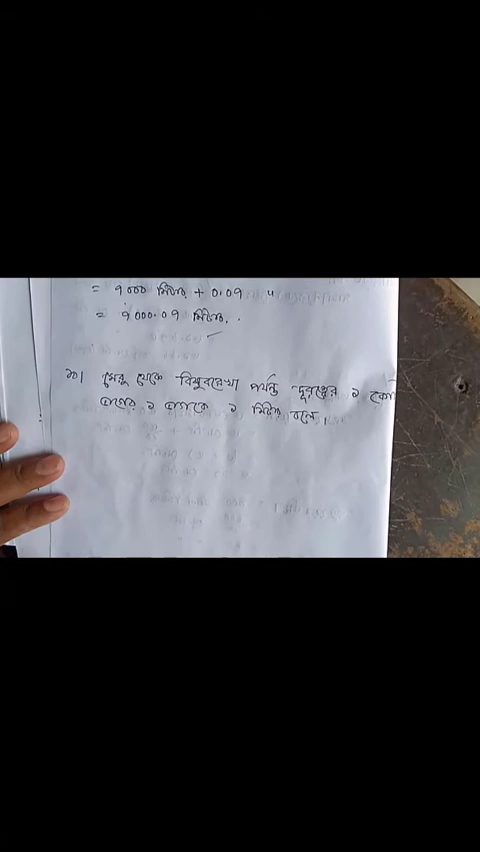 = ৭০০০ মিটার + ০.০৭ "
= ৭০০০.০৭ মিটার.
১০। মেরু থেকে বিষুবরেখা পর্যন্ত দূরত্বের ১ কোটি
ভাগের ১ ভাগকে ১ মিটার বলে।